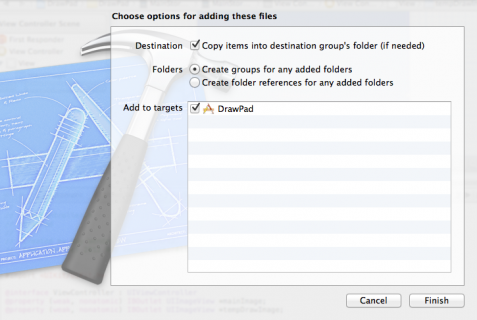 Choose options for adding these files
Destination Copy items into destination group's folder (if needed)
Folders Create groups for any added folders
Create folder references for any added folders
Add to targets DrawPad
Cancel Finish